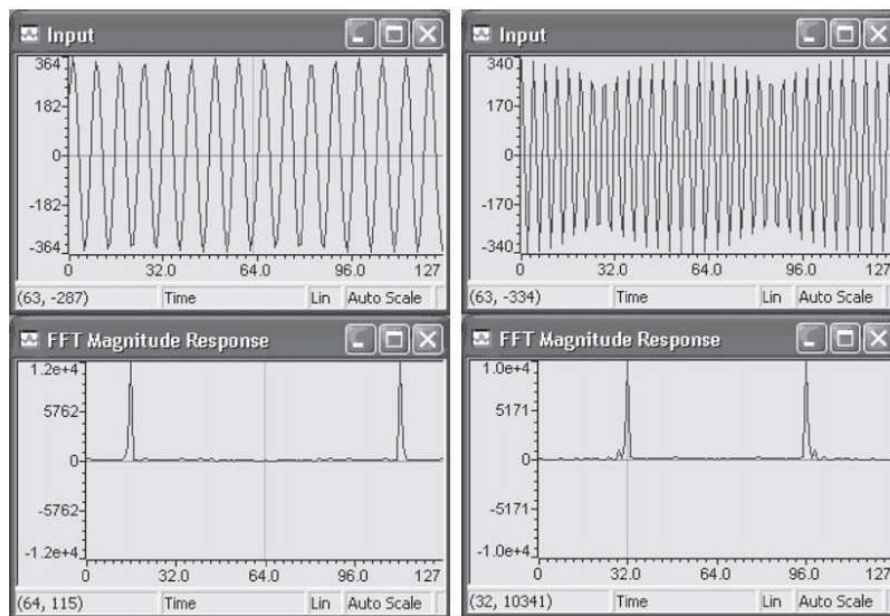 Input
364
182
0
-182
-364
0 32.0 64.0 96.0 127
(63, -287) Time Lin Auto Scale
Input
340
170
0
-170
-340
0 32.0 64.0 96.0 127
(63, -334) Time Lin Auto Scale
FFT Magnitude Response
1.2e+4
5762
0
-5762
-1.2e+4
0 32.0 64.0 96.0 127
(64, 115) Time Lin Auto Scale
FFT Magnitude Response
1.0e+4
5171
0
-5171
-1.0e+4
0 32.0 64.0 96.0 127
(32, 10341) Time Lin Auto Scale